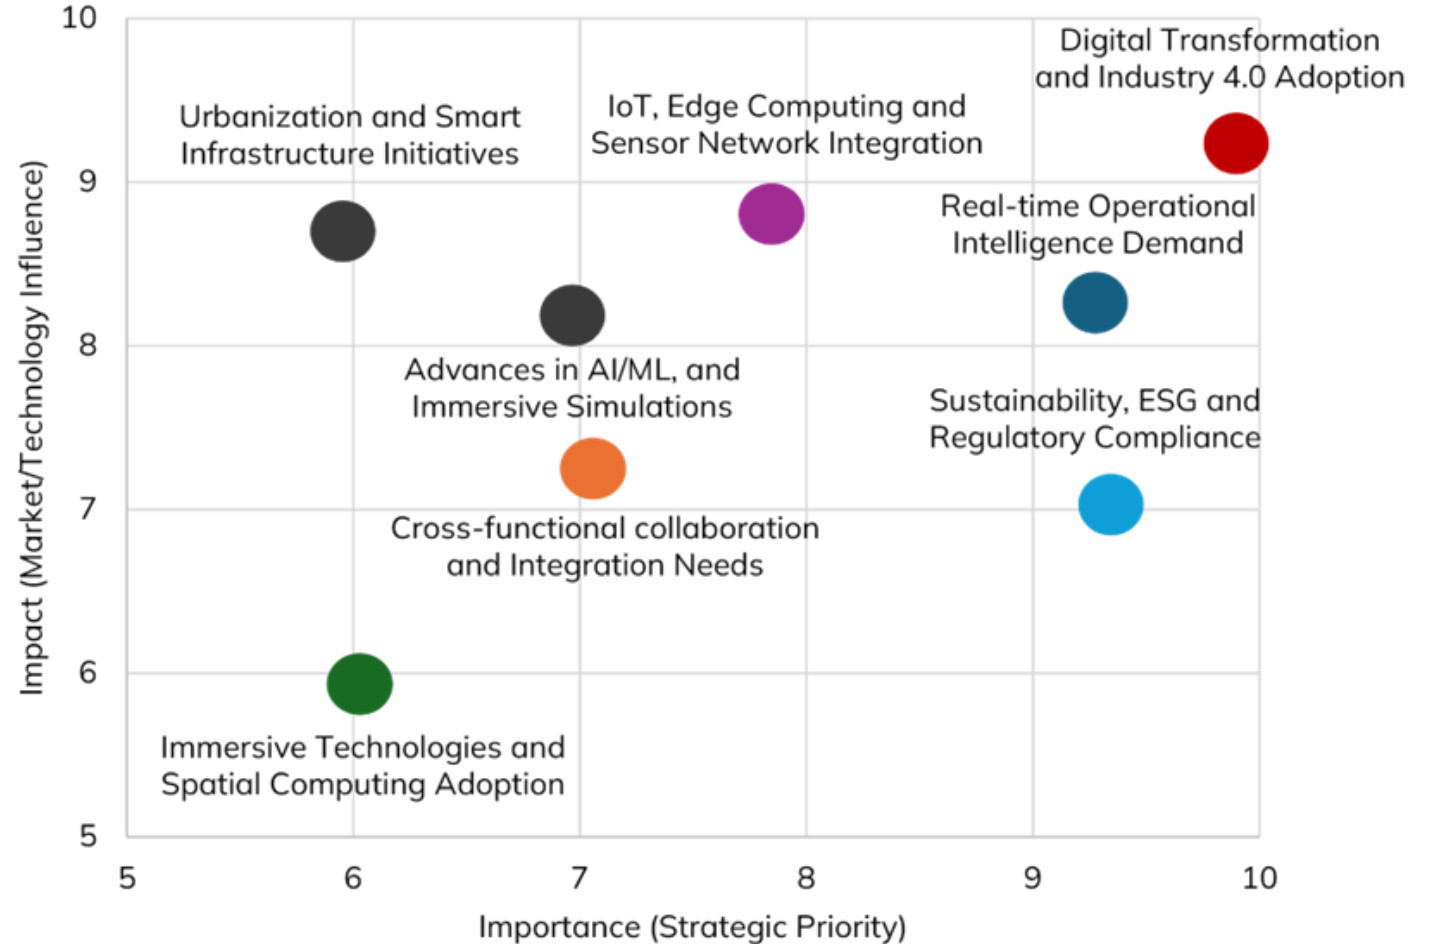 10
Digital Transformation
and Industry 4.0 Adoption
Urbanization and Smart
Infrastructure Initiatives
IoT, Edge Computing and
Sensor Network Integration
9
Real-time Operational
Intelligence Demand
8
Advances in AI/ML, and
Immersive Simulations
Sustainability, ESG and
Regulatory Compliance
7
Cross-functional collaboration
and Integration Needs
6
Immersive Technologies and
Spatial Computing Adoption
5
Impact (Market/Technology Influence)
5 6 7 8 9 10
Importance (Strategic Priority)